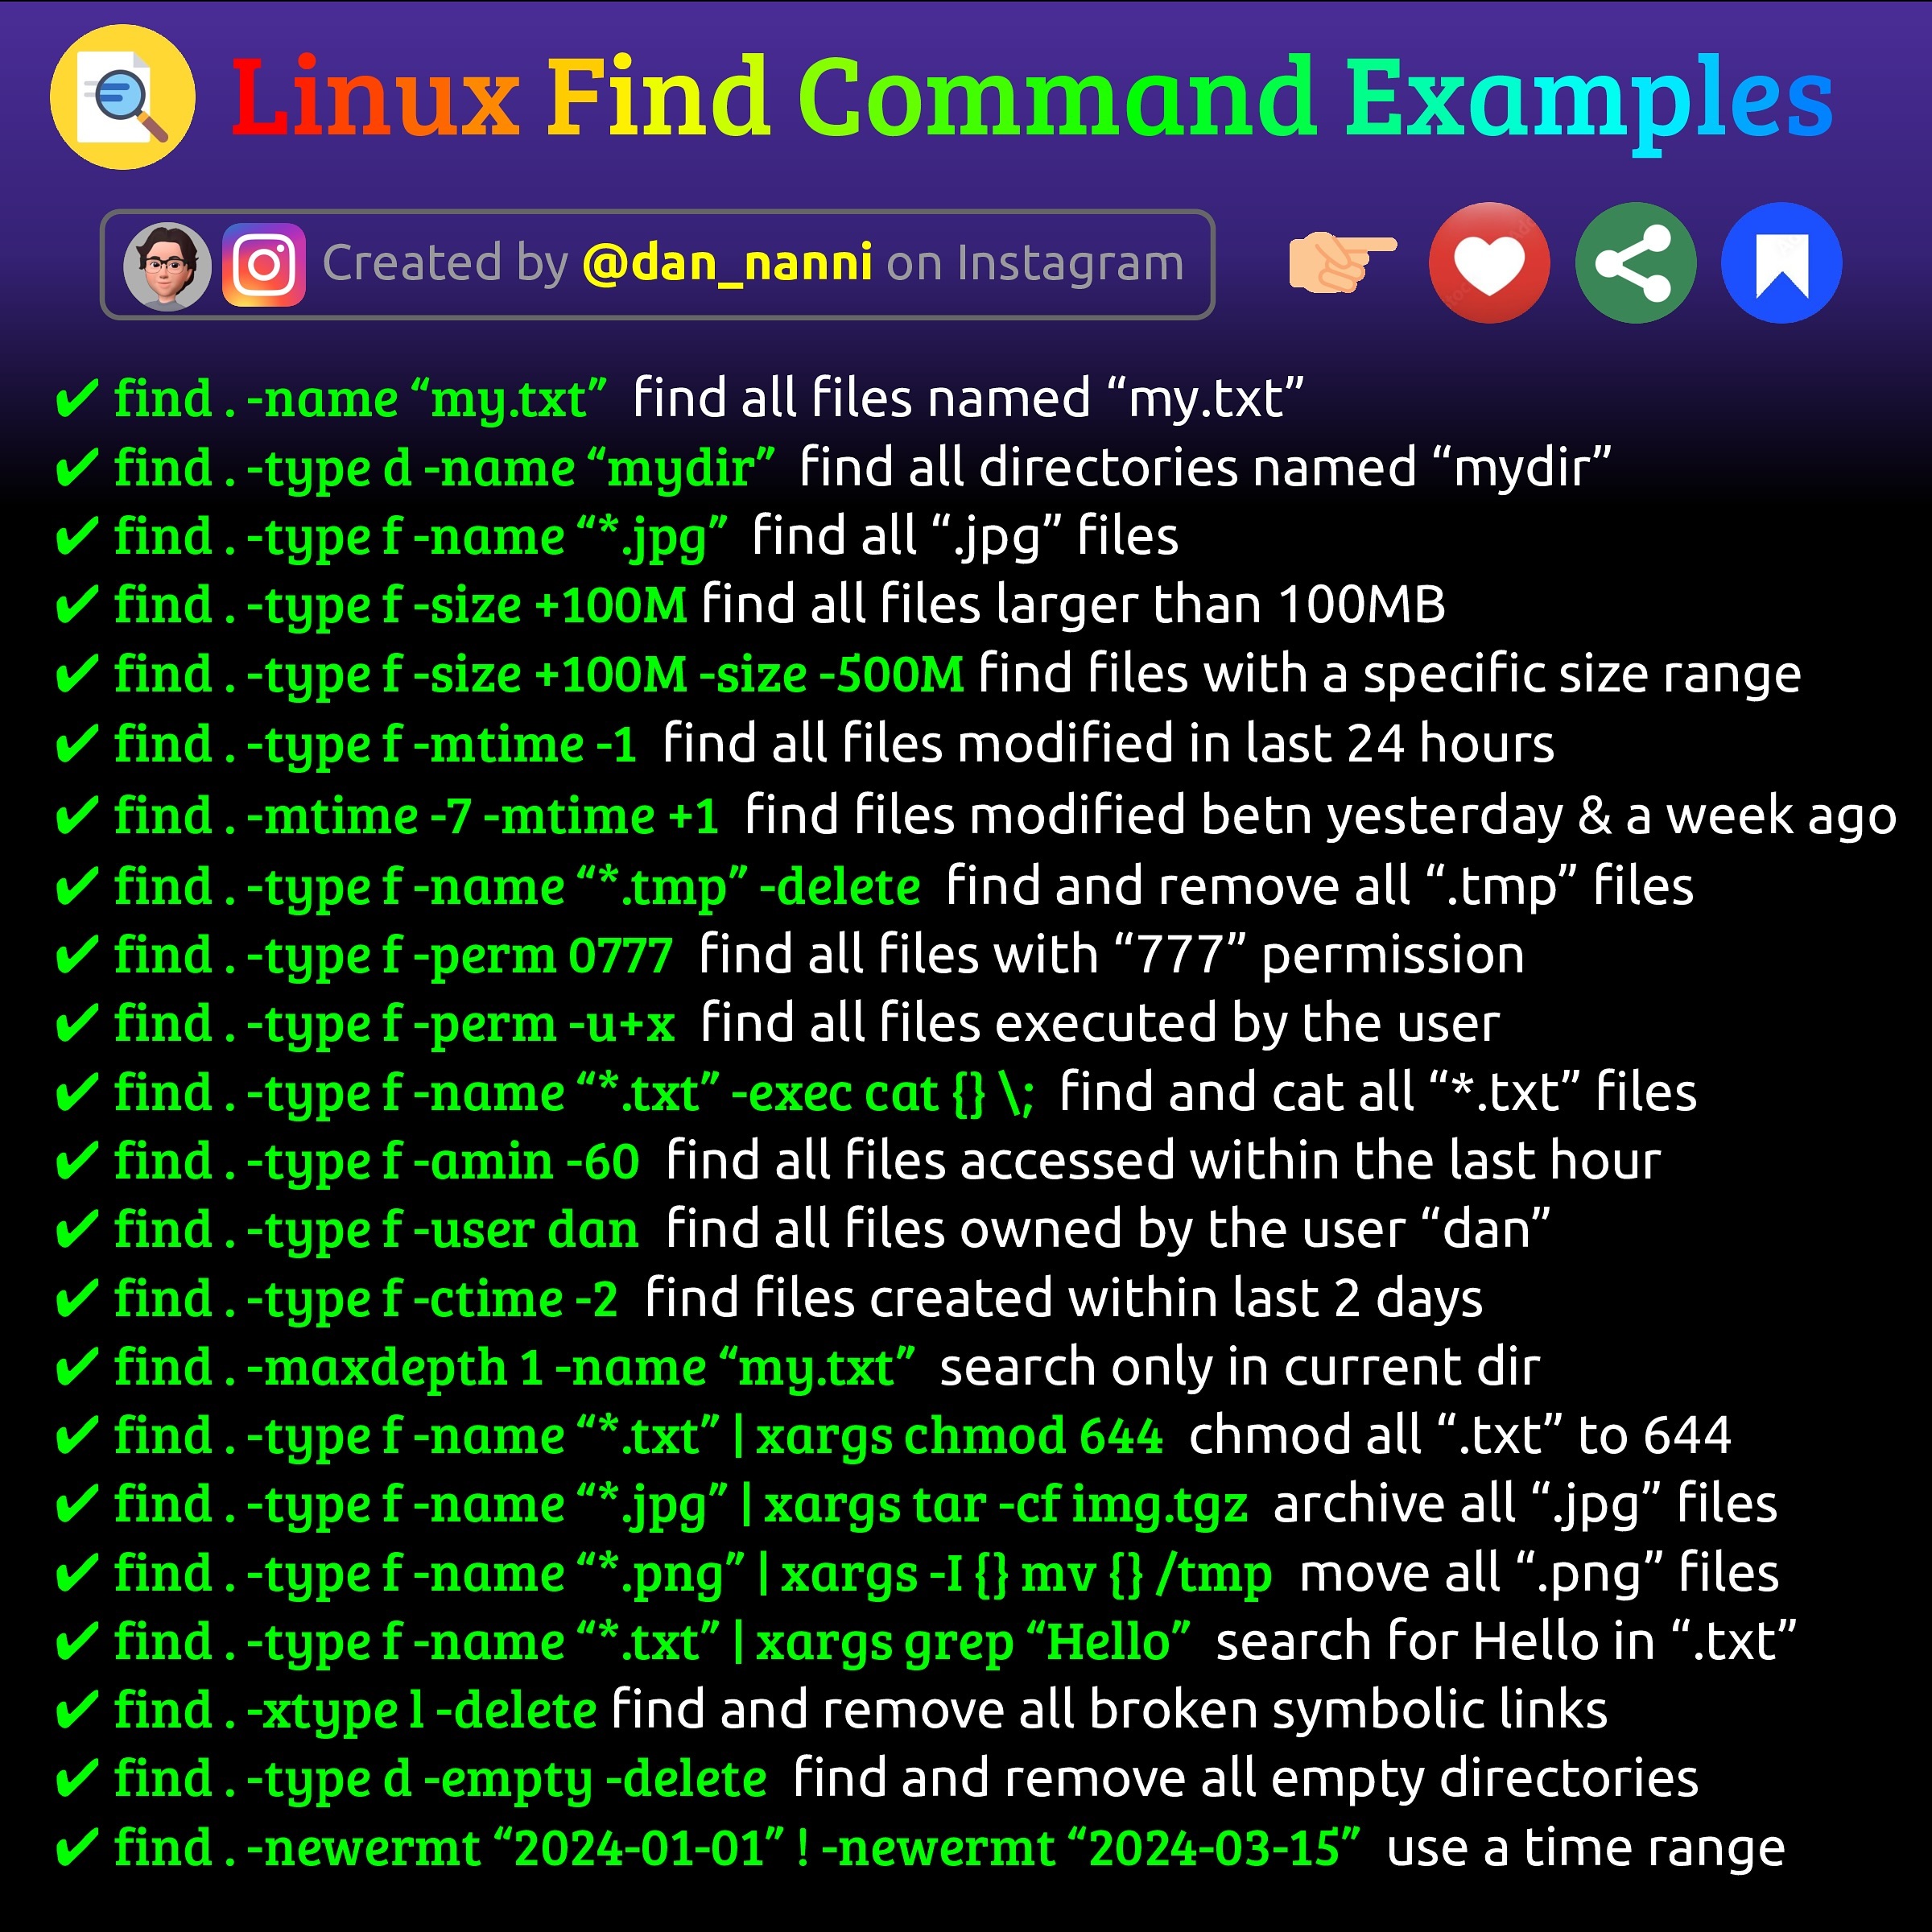 Linux Find Command Examples
Created by @dan_nanni on Instagram
✔ find . -name “my.txt” find all files named “my.txt”
✔ find . -type d -name “mydir” find all directories named “mydir”
✔ find . -type f -name “*.jpg” find all “.jpg” files
✔ find . -type f -size +100M find all files larger than 100MB
✔ find . -type f -size +100M -size -500M find files with a specific size range
✔ find . -type f -mtime -1 find all files modified in last 24 hours
✔ find . -mtime -7 -mtime +1 find files modified betn yesterday & a week ago
✔ find . -type f -name “*.tmp” -delete find and remove all “.tmp” files
✔ find . -type f -perm 0777 find all files with “777” permission
✔ find . -type f -perm -u+x find all files executed by the user
✔ find . -type f -name “*.txt” -exec cat {} \; find and cat all “*.txt” files
✔ find . -type f -amin -60 find all files accessed within the last hour
✔ find . -type f -user dan find all files owned by the user “dan”
✔ find . -type f -ctime -2 find files created within last 2 days
✔ find . -maxdepth 1 -name “my.txt” search only in current dir
✔ find . -type f -name “*.txt” | xargs chmod 644 chmod all “.txt” to 644
✔ find . -type f -name “*.jpg” | xargs tar -cf img.tgz archive all “.jpg” files
✔ find . -type f -name “*.png” | xargs -I {} mv {} /tmp move all “.png” files
✔ find . -type f -name “*.txt” | xargs grep “Hello” search for Hello in “.txt”
✔ find . -xtype l -delete find and remove all broken symbolic links
✔ find . -type d -empty -delete find and remove all empty directories
✔ find . -newermt “2024-01-01” ! -newermt “2024-03-15” use a time range